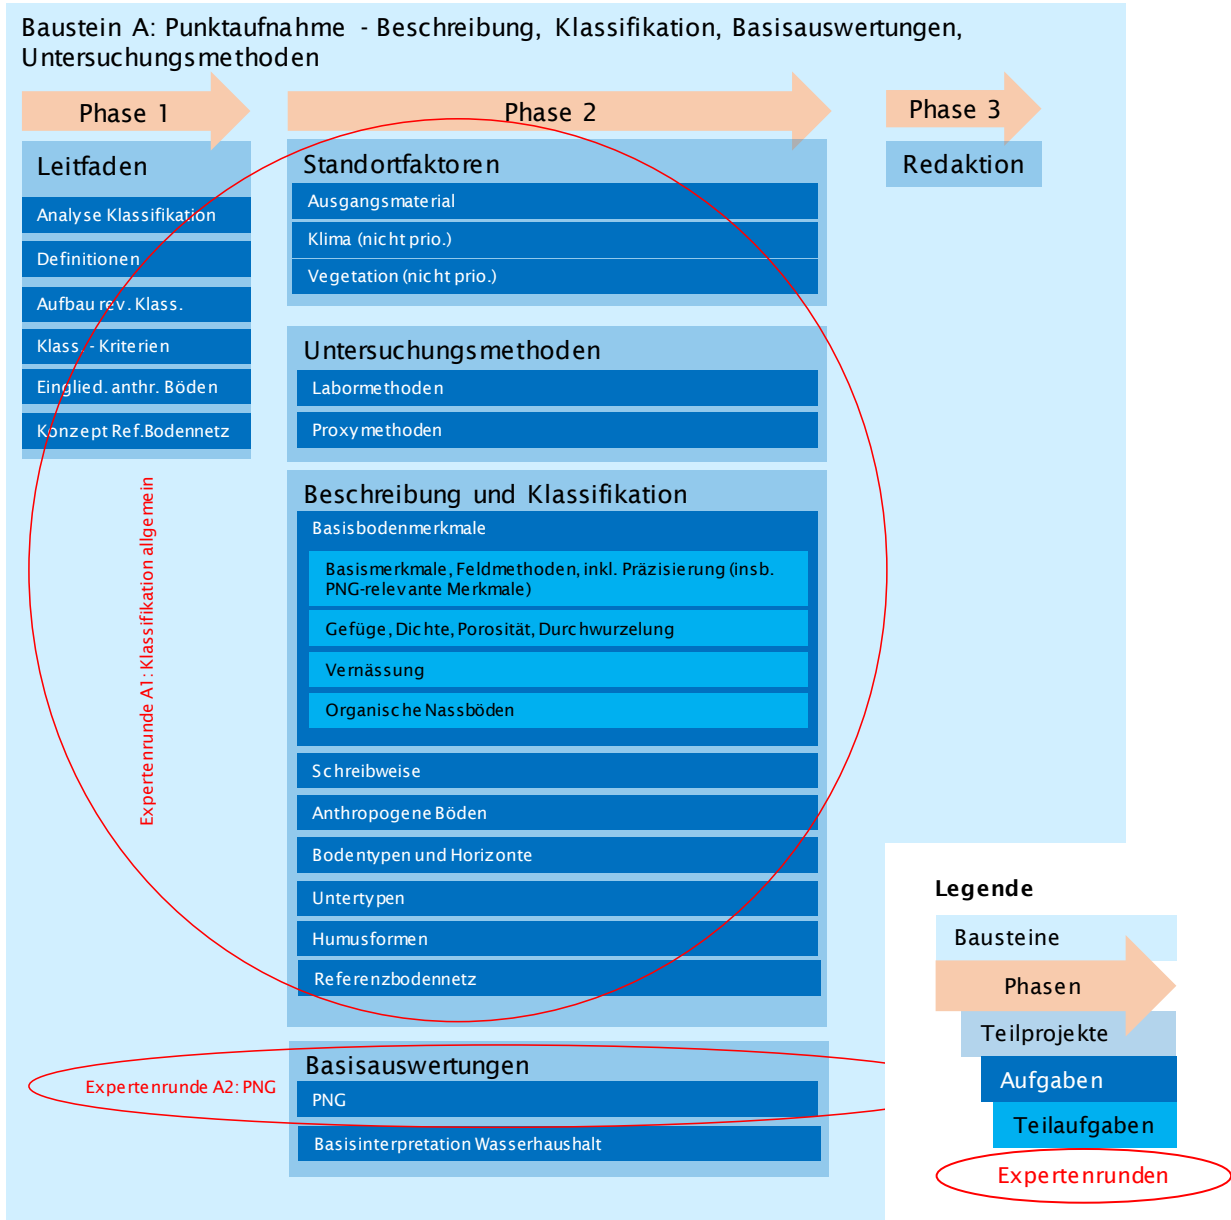 Baustein A: Punktaufnahme - Beschreibung, Klassifikation, Basisauswertungen,
Untersuchungsmethoden
Phase 1
Leitfaden
Analyse Klassifikation
Definitionen
Aufbau rev. Klass.
Klass. - Kriterien
Einglied. anthr. Böden
Konzept Ref.Bodennetz
Expertenrunde A1: Klassifikation allgemein
Phase 2
Standortfaktoren
Ausgangsmaterial
Klima (nicht prio.)
Vegetation (nicht prio.)
Untersuchungsmethoden
Labormethoden
Proxymethoden
Beschreibung und Klassifikation
Basisbodenmerkmale
Basismerkmale, Feldmethoden, inkl. Präzisierung (insb.
PNG-relevante Merkmale)
Gefüge, Dichte, Porosität, Durchwurzelung
Vernässung
Organische Nassböden
Schreibweise
Anthropogene Böden
Bodentypen und Horizonte
Untertypen
Humusformen
Referenzbodennetz
Expertenrunde A2: PNG
Basisauswertungen
PNG
Basisinterpretation Wasserhaushalt
Phase 3
Redaktion
Legende
Bausteine
Phasen
Teilprojekte
Aufgaben
Teilaufgaben
Expertenrunden